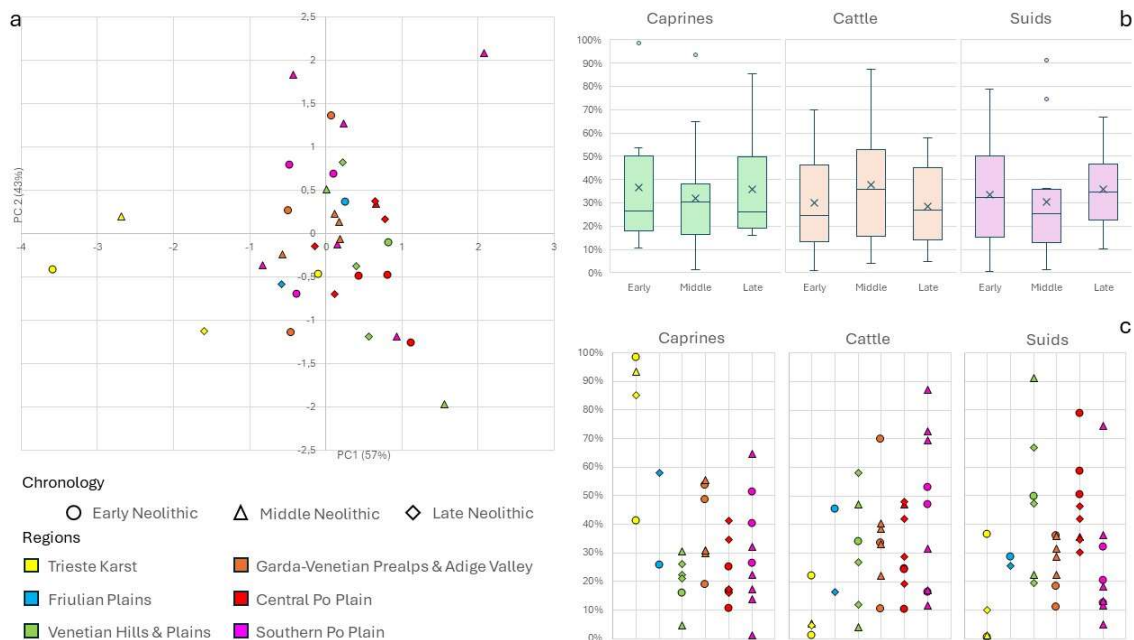 a
2,5
2
1,5
1
0,5
0
-0,5
-1
-1,5
-2
-2,5
-4 -3 -2 -1 0 1 2 3
PC 2 (43%)
PC1 (57%)
Chronology
Early Neolithic Middle Neolithic Late Neolithic
Regions
Trieste Karst Garda-Venetian Prealps & Adige Valley
Friulian Plains Central Po Plain
Venetian Hills & Plains Southern Po Plain
b
Caprines Cattle Suids
100%
90%
80%
70%
60%
50%
40%
30%
20%
10%
0%
Early Middle Late Early Middle Late Early Middle Late
c
Caprines Cattle Suids
100%
90%
80%
70%
60%
50%
40%
30%
20%
10%
0%